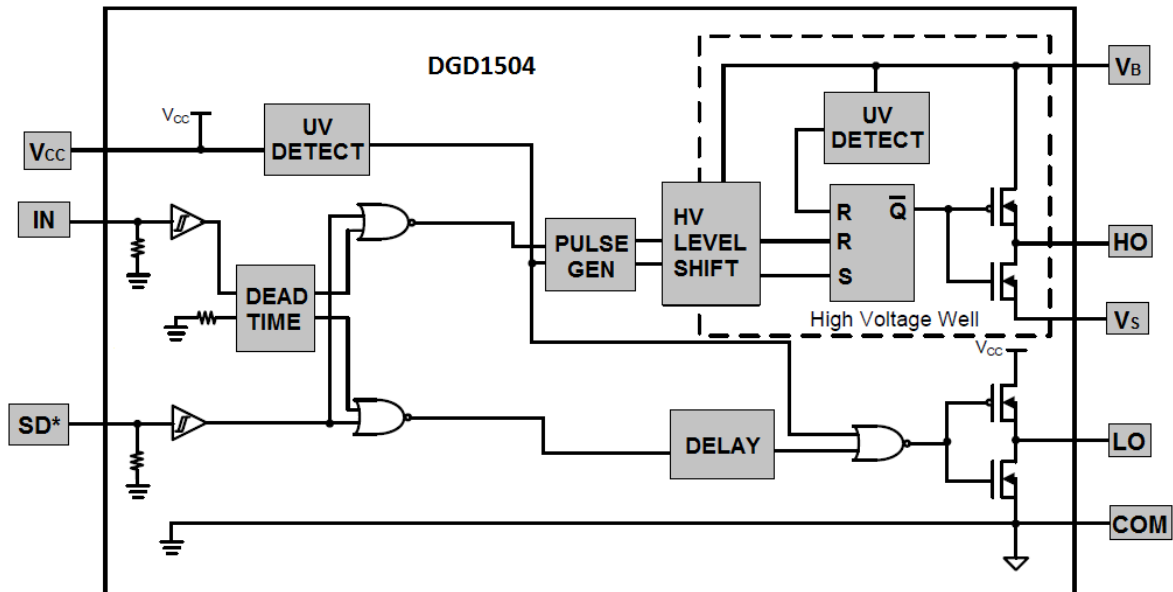 DGD1504
VB
VCC
UV
DETECT
UV
DETECT
VCC
IN
R
Q̅
HV
LEVEL
SHIFT
R
PULSE
GEN
HO
S
DEAD
TIME
High Voltage Well
VS
VCC
SD*
DELAY
LO
COM